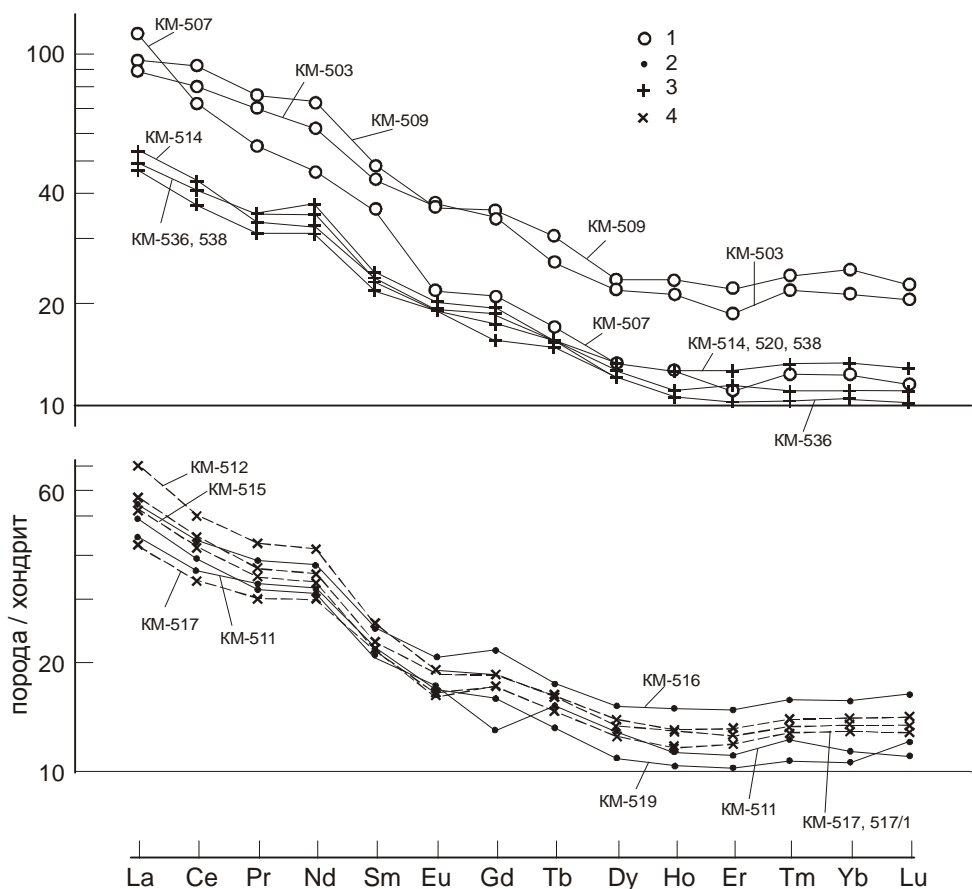 КМ-507
100
1
2
3
4
КМ-503
КМ-509
КМ-514
40
КМ-536, 538
КМ-509
КМ-503
20
КМ-507
КМ-514, 520, 538
10
КМ-536
порода / хондрит
60
КМ-512
КМ-515
КМ-517
КМ-511
20
КМ-516
10
КМ-519
КМ-511
КМ-517, 517/1
La Ce Pr Nd Sm Eu Gd Tb Dy Ho Er Tm Yb Lu